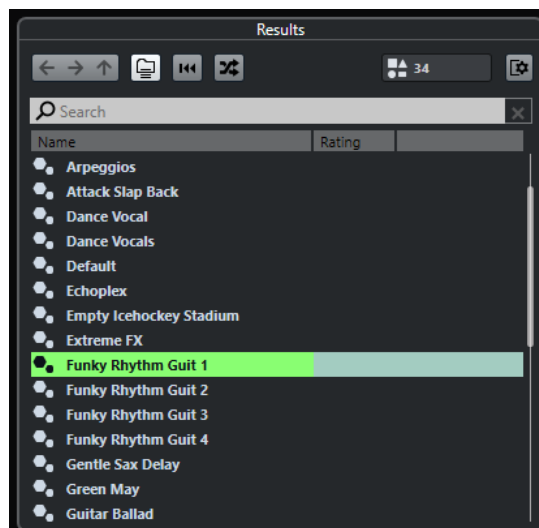 Results
34
Search
Name Rating
Arpeggios
Attack Slap Back
Dance Vocal
Dance Vocals
Default
Echoplex
Empty Icehockey Stadium
Extreme FX
Funky Rhythm Guit 1
Funky Rhythm Guit 2
Funky Rhythm Guit 3
Funky Rhythm Guit 4
Gentle Sax Delay
Green May
Guitar Ballad